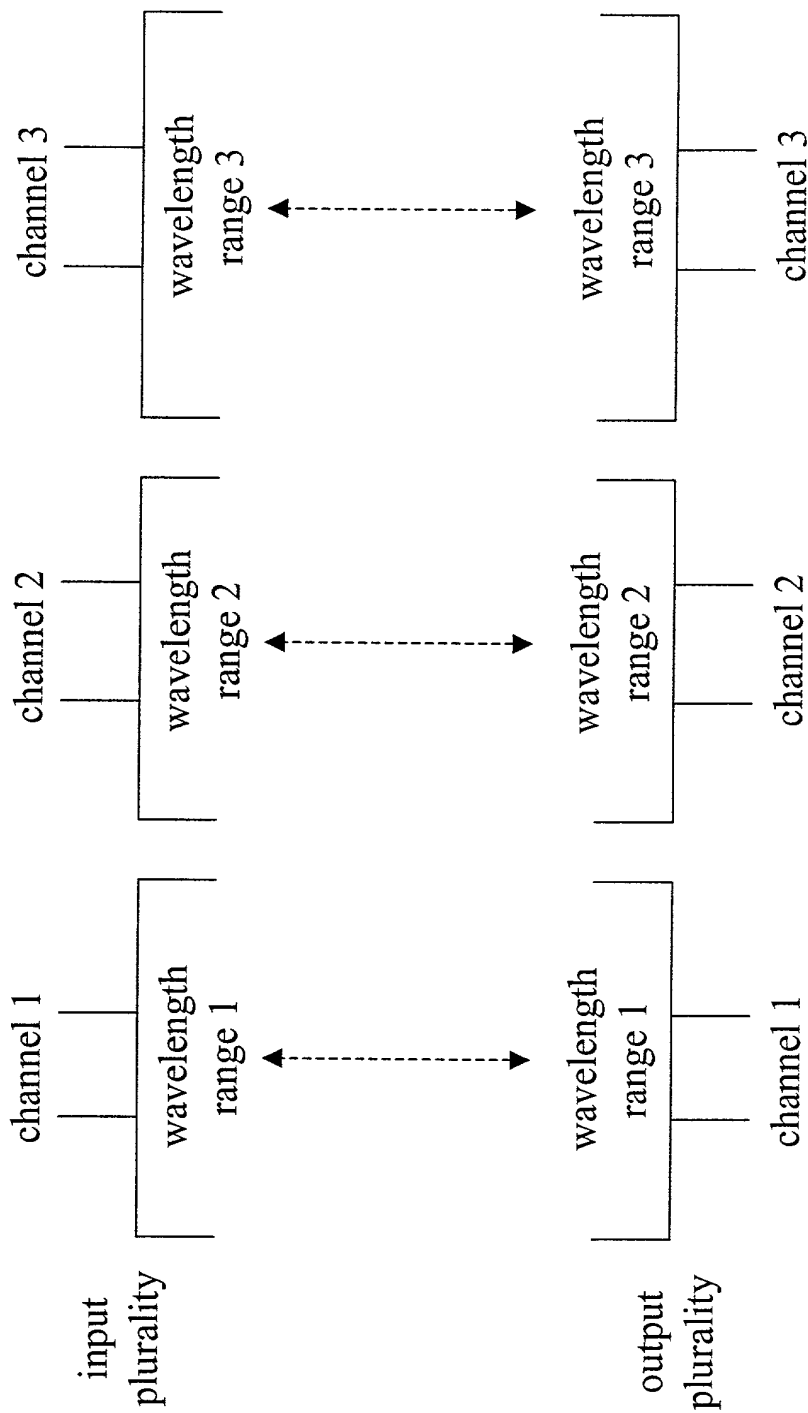 input
plurality
channel 1
channel 2
channel 3
wavelength
range 1
wavelength
range 2
wavelength
range 3
output
plurality
wavelength
range 1
wavelength
range 2
wavelength
range 3
channel 1
channel 2
channel 3